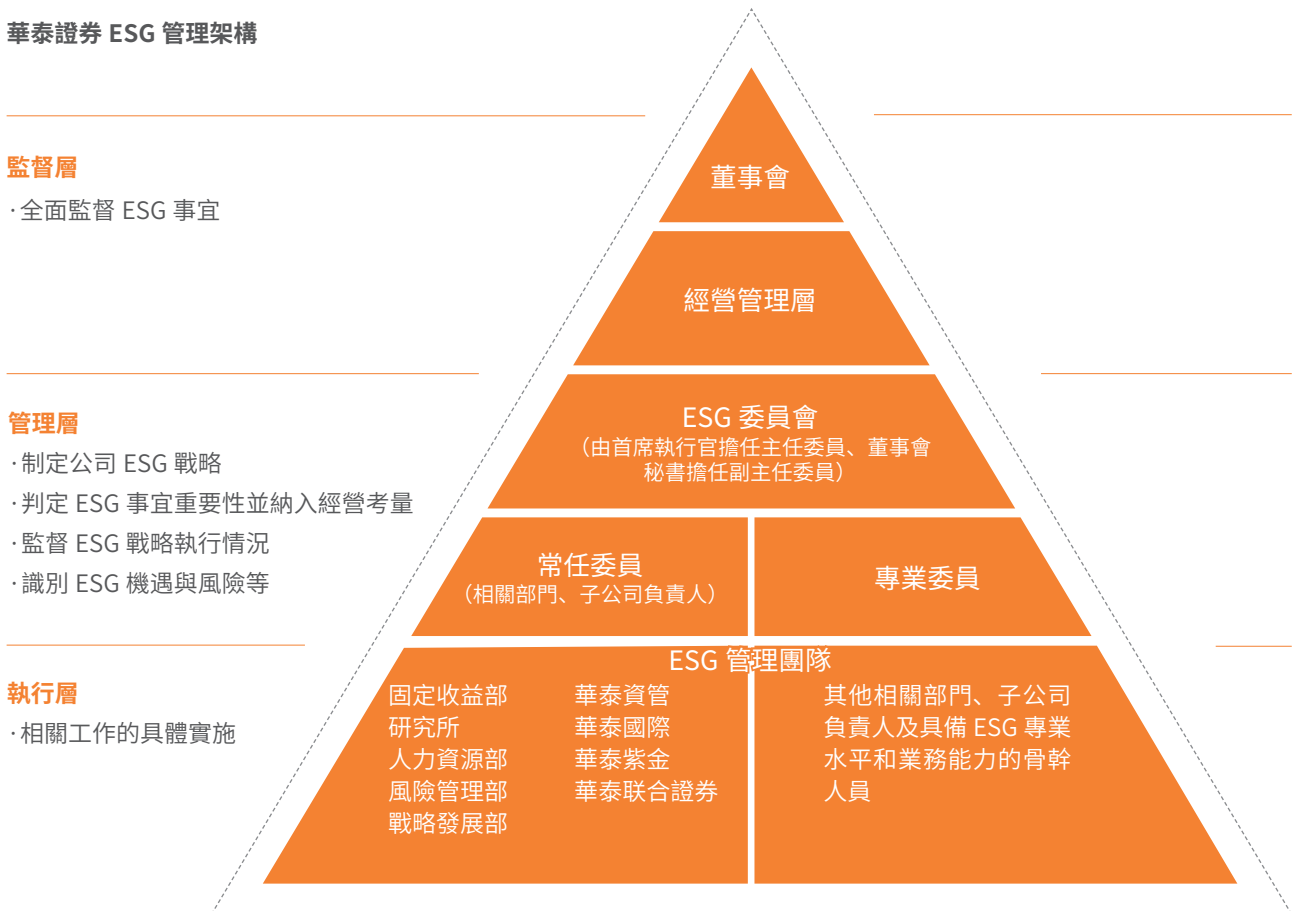 華泰證券 ESG 管理架構
監督層
·全面監督 ESG 事宜
管理層
·制定公司 ESG 戰略
·判定 ESG 事宜重要性並納入經營考量
·監督 ESG 戰略執行情況
·識別 ESG 機遇與風險等
執行層
·相關工作的具體實施
董事會
經營管理層
ESG 委員會
（由首席執行官擔任主任委員、董事會
秘書擔任副主任委員）
常任委員
（相關部門、子公司負責人）
專業委員
ESG 管理團隊
固定收益部
研究所
人力資源部
風險管理部
戰略發展部
華泰資管
華泰國際
華泰紫金
華泰联合證券
其他相關部門、子公司
負責人及具備 ESG 專業
水平和業務能力的骨幹
人員